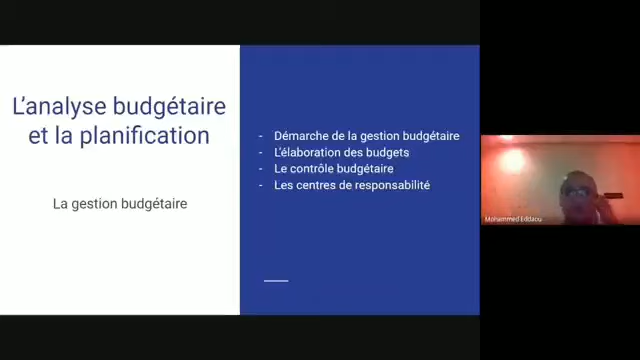 L'analyse budgétaire
et la planification
La gestion budgétaire
- Démarche de la gestion budgétaire
- L'élaboration des budgets
- Le contrôle budgétaire
- Les centres de responsabilité
Mohammed Eddaou